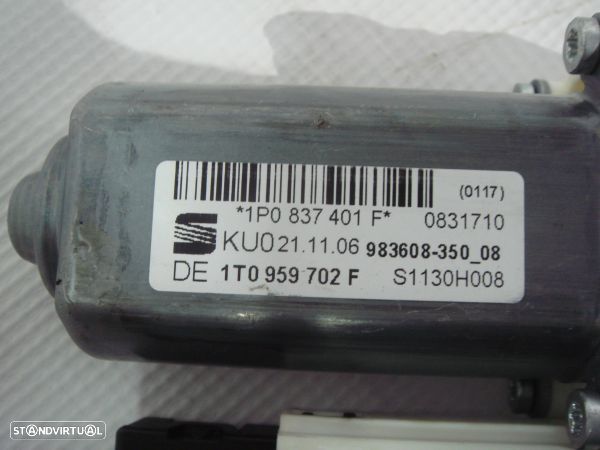 (0117)
*1P0 837 401 F* 0831710
KU0 21.11.06 983608-350_08
DE 1T0 959 702 F S1130H008
STANDVIRTUAL